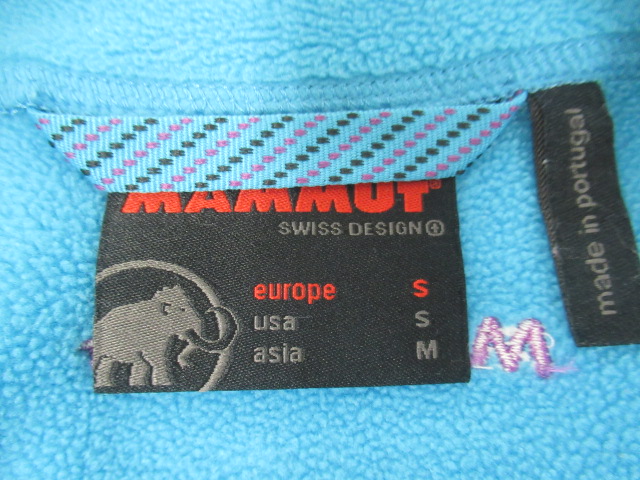 MAMMUT
SWISS DESIGN
europe S
usa S
asia M
M
made in portugal